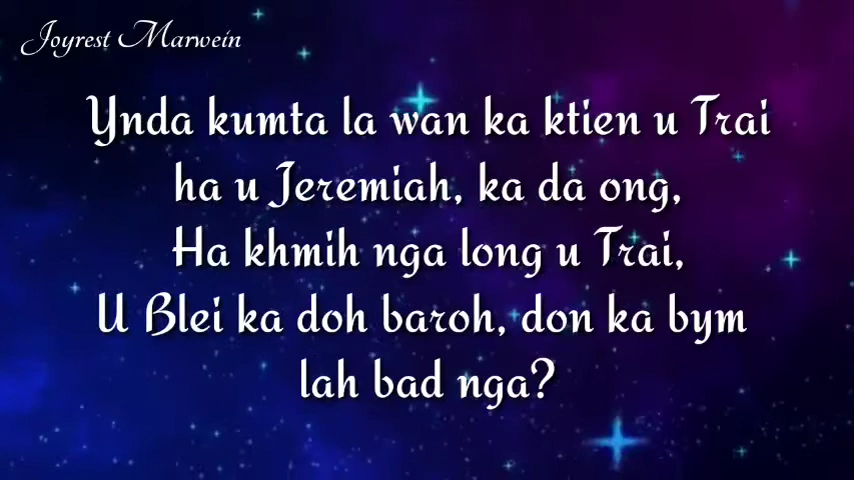 Joyrest Marwein
Ynda kumta la wan ka ktien u Trai
ha u Jeremiah, ka da ong,
Ha khmih nga long u Trai,
U Blei ka doh baroh, don ka bym
lah bad nga?